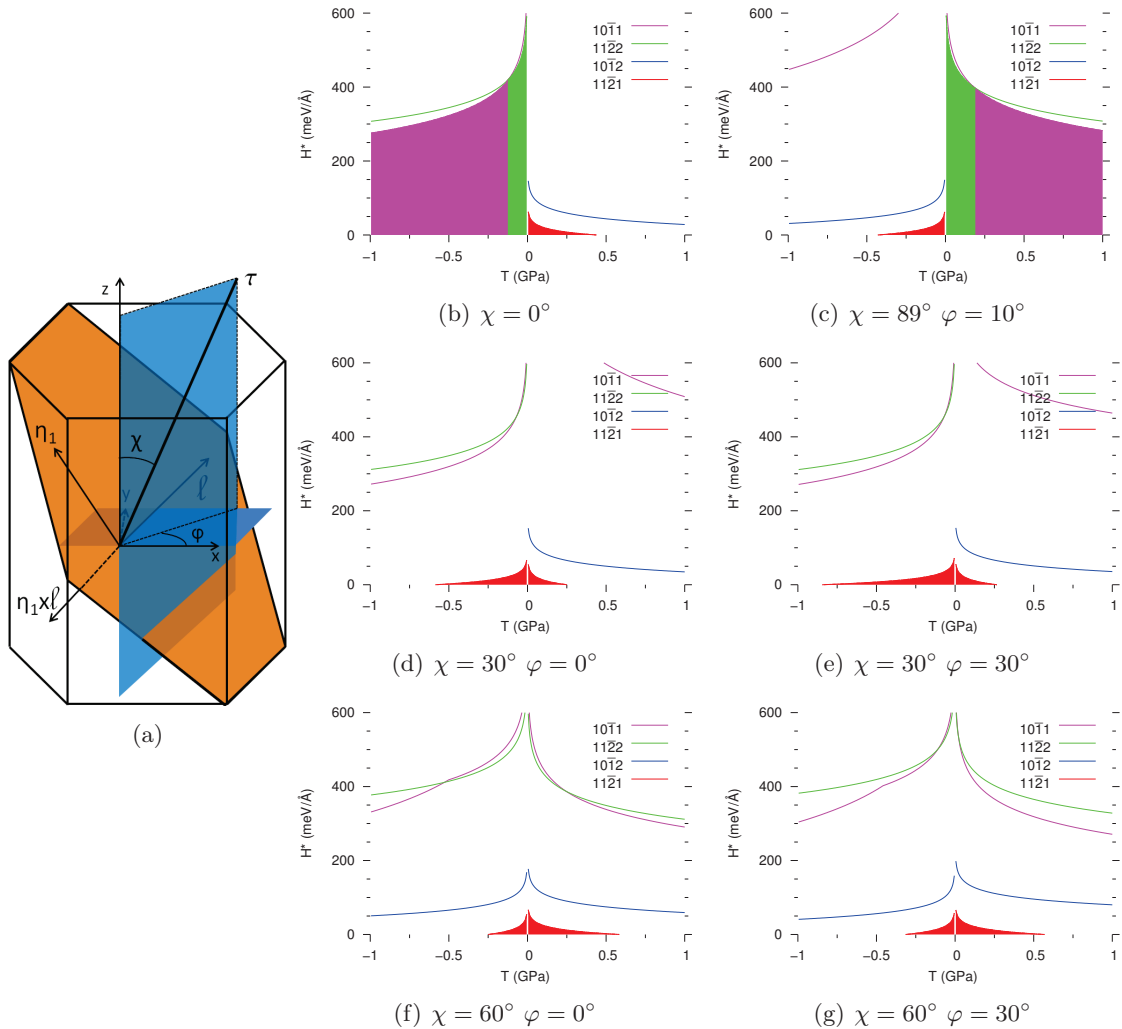 z
τ
η₁
χ
ℓ
y
φ
x
η₁xℓ
(a)
600
400
200
0
H* (meV/Å)
-1
-0.5
0
0.5
1
T (GPa)
101̅1
112̅2
101̅2
112̅1
(b) χ = 0°
600
400
200
0
H* (meV/Å)
-1
-0.5
0
0.5
1
T (GPa)
101̅1
112̅2
101̅2
112̅1
(c) χ = 89° φ = 10°
600
400
200
0
H* (meV/Å)
-1
-0.5
0
0.5
1
T (GPa)
101̅1
112̅2
101̅2
112̅1
(d) χ = 30° φ = 0°
600
400
200
0
H* (meV/Å)
-1
-0.5
0
0.5
1
T (GPa)
101̅1
112̅2
101̅2
112̅1
(e) χ = 30° φ = 30°
600
400
200
0
H* (meV/Å)
-1
-0.5
0
0.5
1
T (GPa)
101̅1
112̅2
101̅2
112̅1
(f) χ = 60° φ = 0°
600
400
200
0
H* (meV/Å)
-1
-0.5
0
0.5
1
T (GPa)
101̅1
112̅2
101̅2
112̅1
(g) χ = 60° φ = 30°